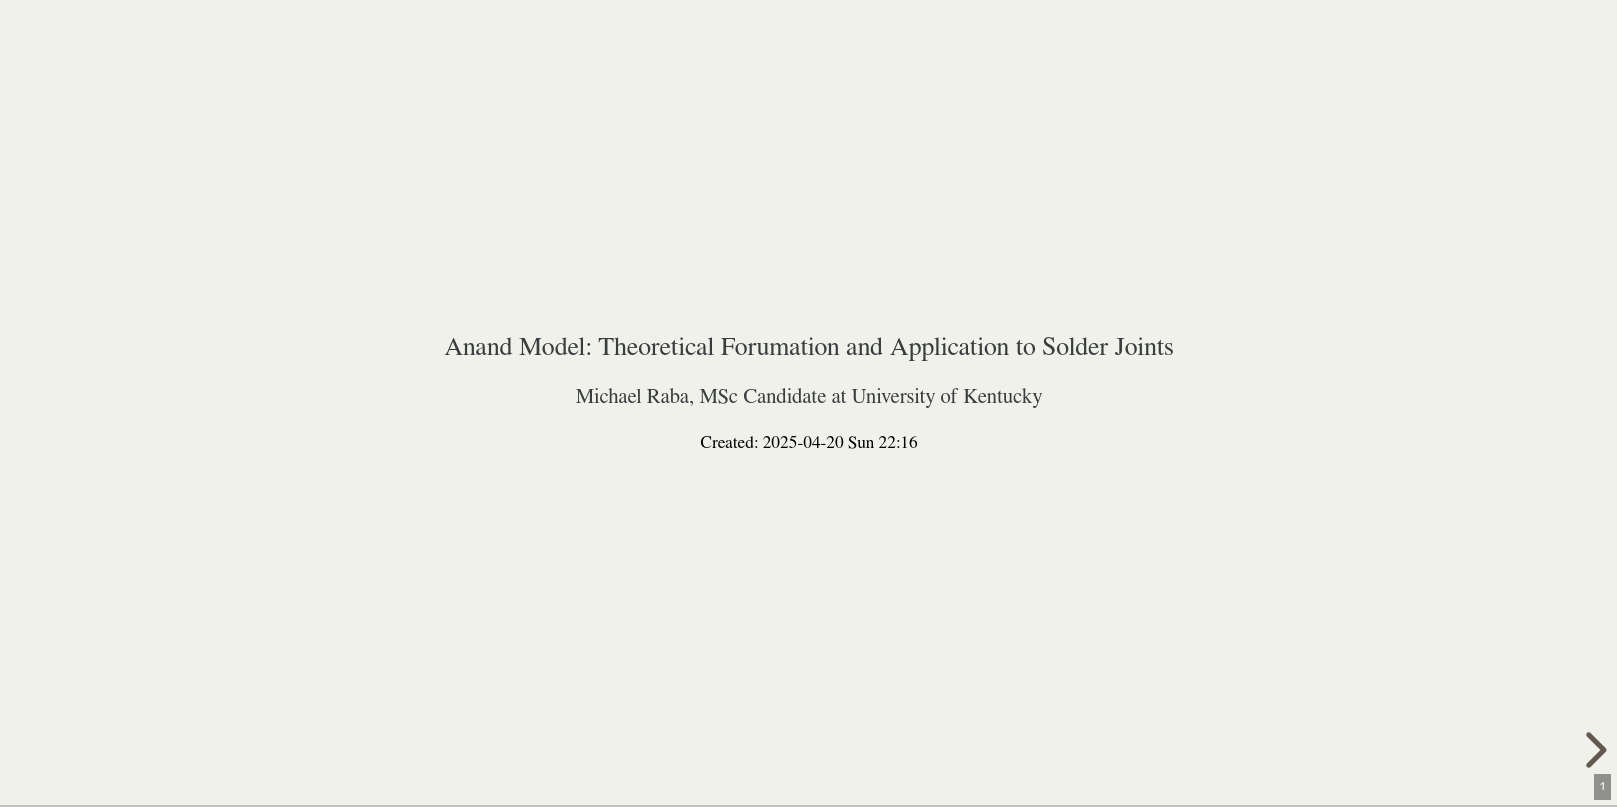 Anand Model: Theoretical Forumation and Application to Solder Joints
Michael Raba, MSc Candidate at University of Kentucky
Created: 2025-04-20 Sun 22:16
1